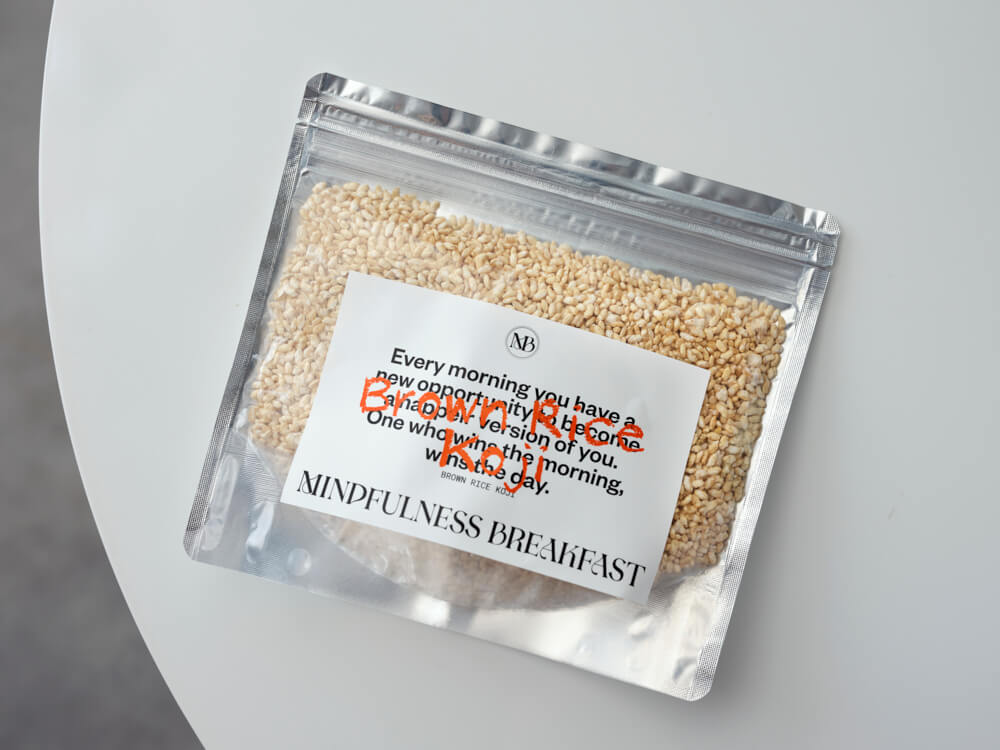 NB
Every morning you have a
new opportunity to become
a happier version of you.
One who wins the morning,
wins the day.
Brown Rice
Koji
BROWN RICE KOJI
MINDFULNESS BREAKFAST